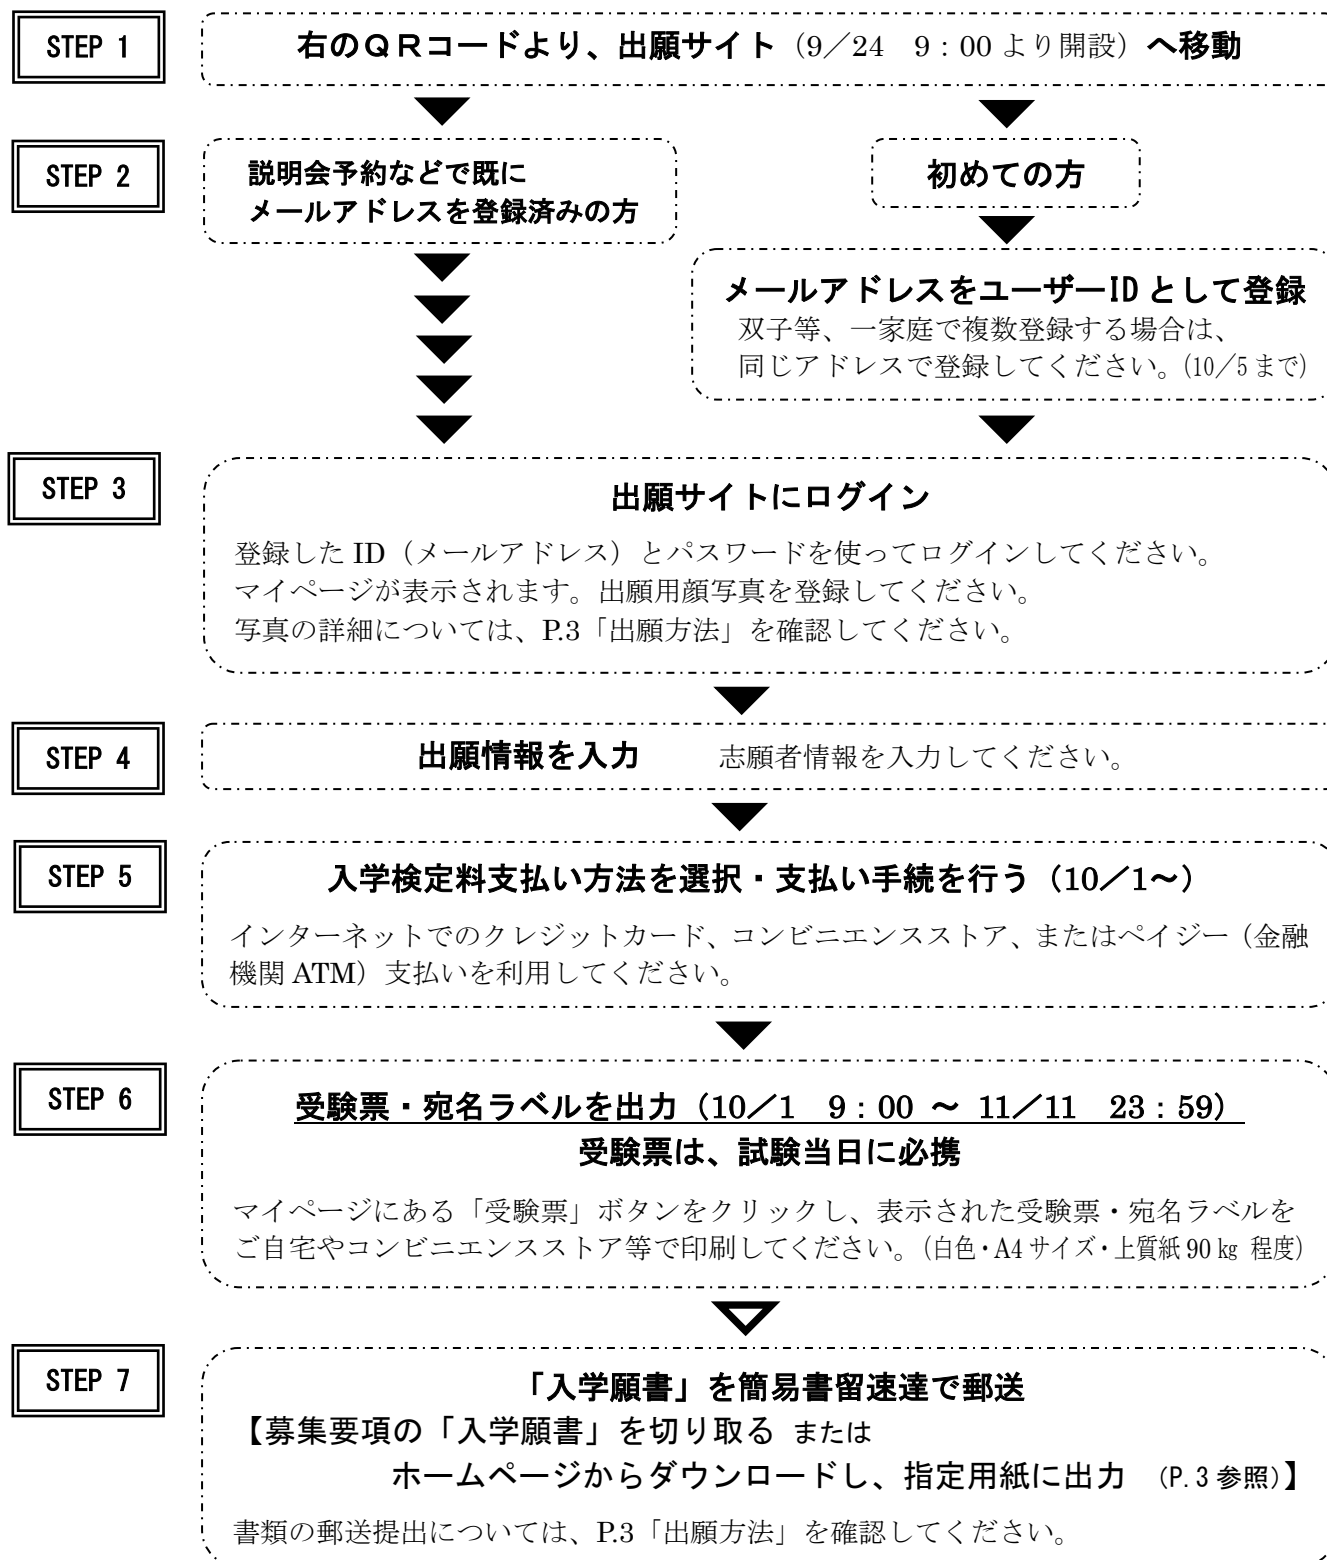 STEP 1
右のQRコードより、出願サイト(9/24 9:00より開設)へ移動
STEP 2
説明会予約などで既に
メールアドレスを登録済みの方
初めての方
メールアドレスをユーザーIDとして登録
双子等、一家庭で複数登録する場合は、
同じアドレスで登録してください。(10/5まで)
STEP 3
出願サイトにログイン
登録したID(メールアドレス)とパスワードを使ってログインしてください。
マイページが表示されます。出願用顔写真を登録してください。
写真の詳細については、P.3「出願方法」を確認してください。
STEP 4
出願情報を入力 志願者情報を入力してください。
STEP 5
入学検定料支払い方法を選択・支払い手続を行う(10/1~)
インターネットでのクレジットカード、コンビニエンスストア、またはペイジー(金融
機関ATM)支払いを利用してください。
STEP 6
受験票・宛名ラベルを出力(10/1 9:00 ~ 11/11 23:59)
受験票は、試験当日に必携
マイページにある「受験票」ボタンをクリックし、表示された受験票・宛名ラベルを
ご自宅やコンビニエンスストア等で印刷してください。(白色・A4サイズ・上質紙90㎏ 程度)
STEP 7
「入学願書」を簡易書留速達で郵送
【募集要項の「入学願書」を切り取る または
ホームページからダウンロードし、指定用紙に出力 (P.3参照)】
書類の郵送提出については、P.3「出願方法」を確認してください。